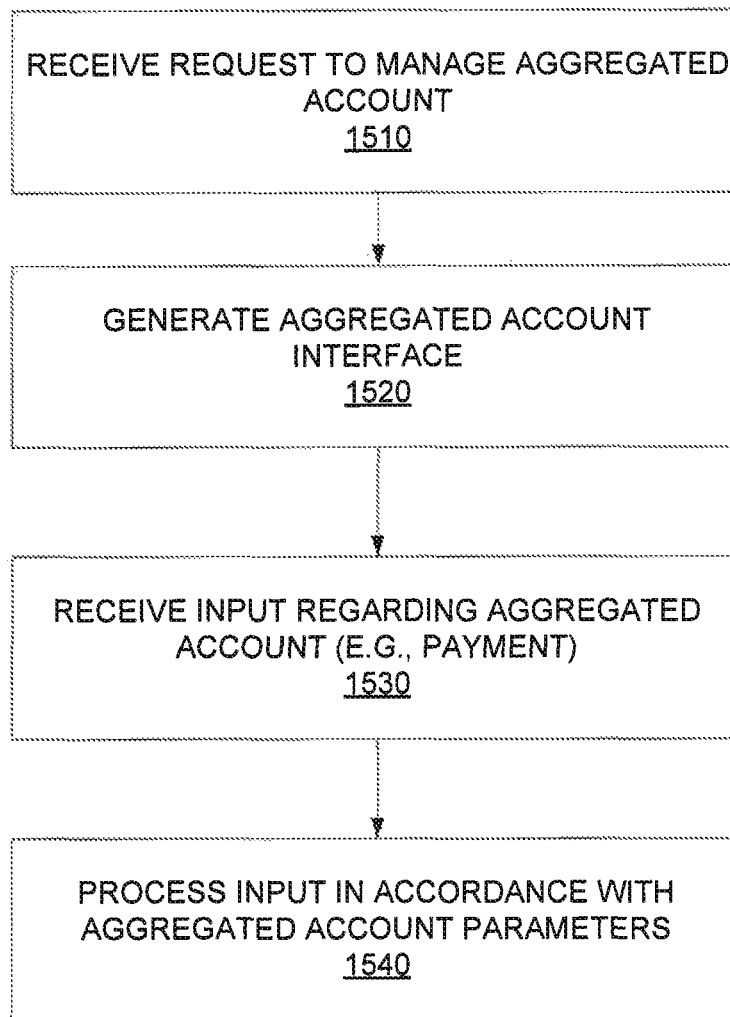 RECEIVE REQUEST TO MANAGE AGGREGATED
ACCOUNT
1510
GENERATE AGGREGATED ACCOUNT
INTERFACE
1520
RECEIVE INPUT REGARDING AGGREGATED
ACCOUNT (E.G., PAYMENT)
1530
PROCESS INPUT IN ACCORDANCE WITH
AGGREGATED ACCOUNT PARAMETERS
1540